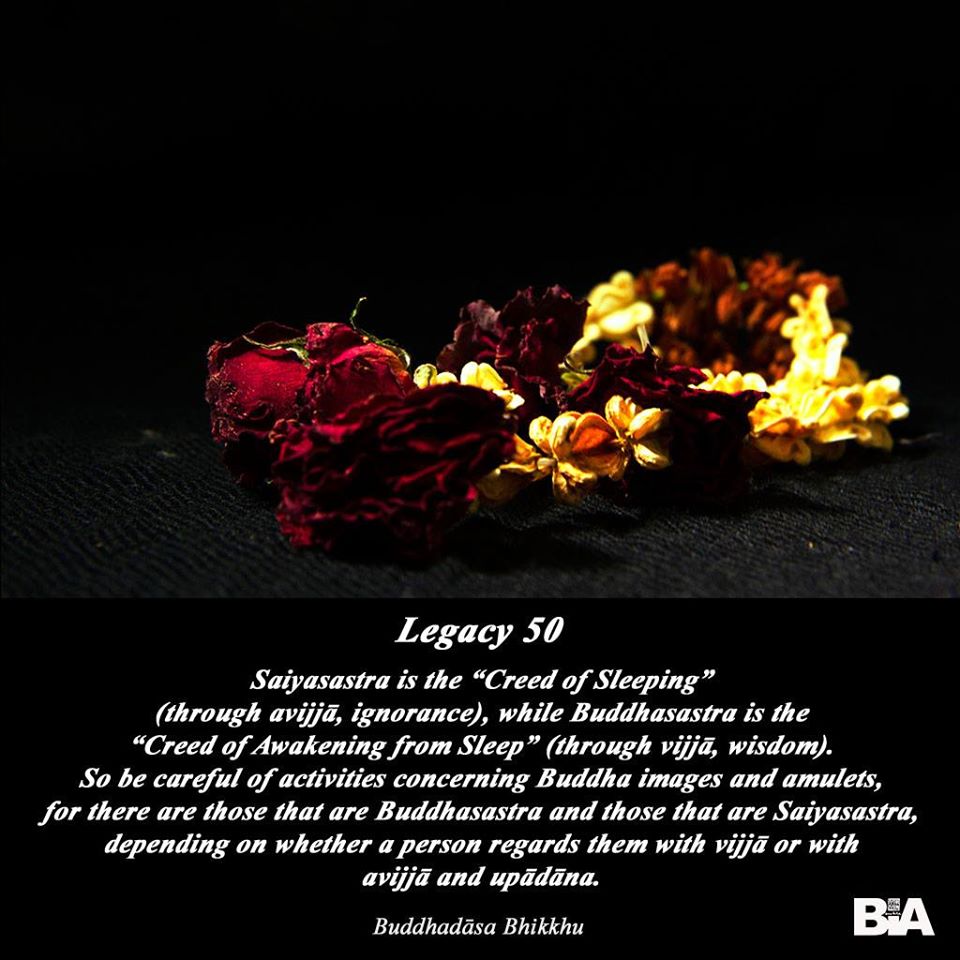 Legacy 50
Saiyasastra is the “Creed of Sleeping”
(through avijjā, ignorance), while Buddhasastra is the
“Creed of Awakening from Sleep” (through vijjā, wisdom).
So be careful of activities concerning Buddha images and amulets,
for there are those that are Buddhasastra and those that are Saiyasastra,
depending on whether a person regards them with vijjā or with
avijjā and upādāna.
Buddhadāsa Bhikkhu
BIA